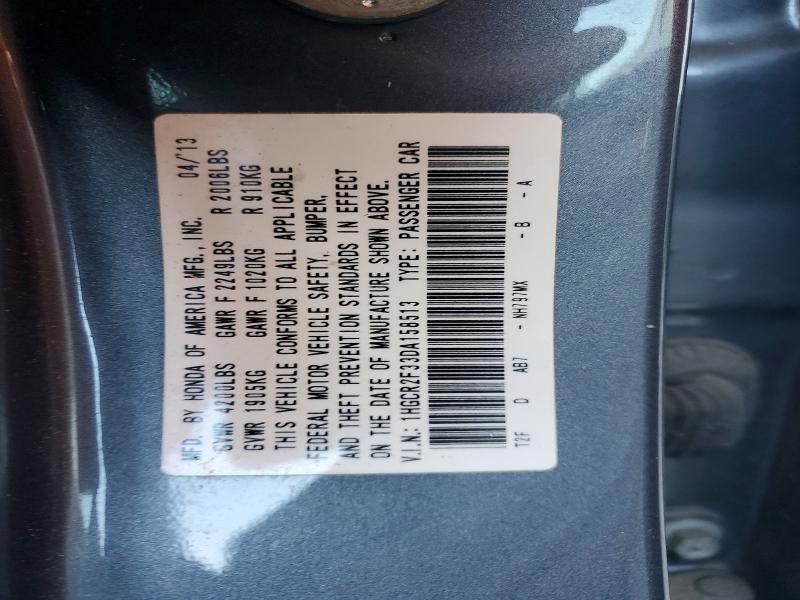 MFD. BY HONDA OF AMERICA MFG., INC. 04/'13
GVWR 4200LBS GAWR F 2249LBS R 2006LBS
GVWR 1905KG GAWR F 1020KG R 910KG
THIS VEHICLE CONFORMS TO ALL APPLICABLE
FEDERAL MOTOR VEHICLE SAFETY, BUMPER,
AND THEFT PREVENTION STANDARDS IN EFFECT
ON THE DATE OF MANUFACTURE SHOWN ABOVE.
V.I.N.: 1HGCR2F33DA158513 TYPE: PASSENGER CAR
T2F D AB7 - NH797MX - B - A